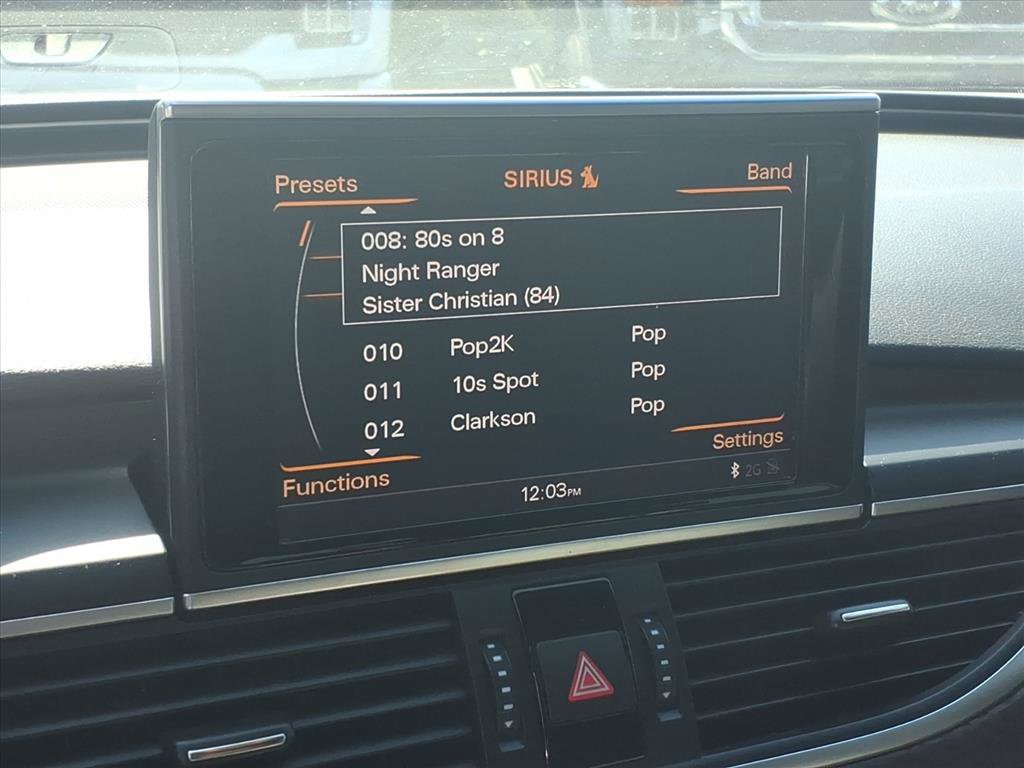 Presets
SIRIUS
Band
008: 80s on 8
Night Ranger
Sister Christian (84)
010 Pop2K Pop
011 10s Spot Pop
012 Clarkson Pop
Functions
Settings
12:03PM
2G